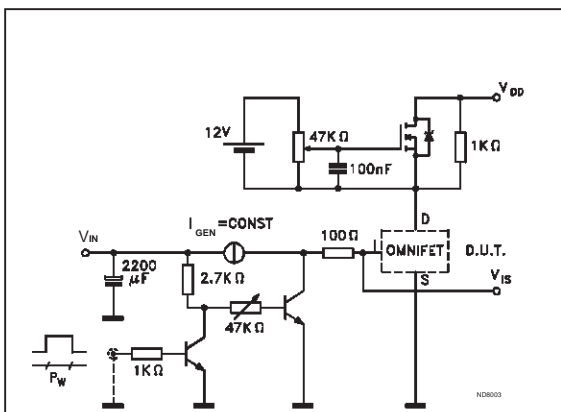 V DD
12V
47KΩ
1KΩ
100nF
D
I GEN =CONST
100Ω
I
OMNIFET
D.U.T.
V IN
S
V IS
2200
μF
2.7KΩ
47KΩ
1KΩ
P W
ND8003